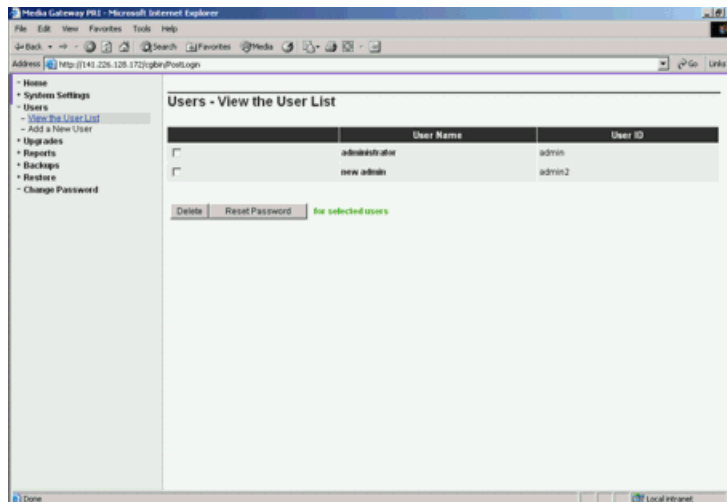 Media Gateway PRI - Microsoft Internet Explorer
File Edit View Favorites Tools Help
Back Search Favorites Media
Address http://141.226.128.172/cgibin/PostLogin Go Links
- Home
+ System Settings
- Users
- View the User List
- Add a New User
+ Upgrades
+ Reports
+ Backups
+ Restore
- Change Password
Users - View the User List
User Name User ID
administrator admin
new admin admin2
Delete Reset Password for selected users
Done Local intranet